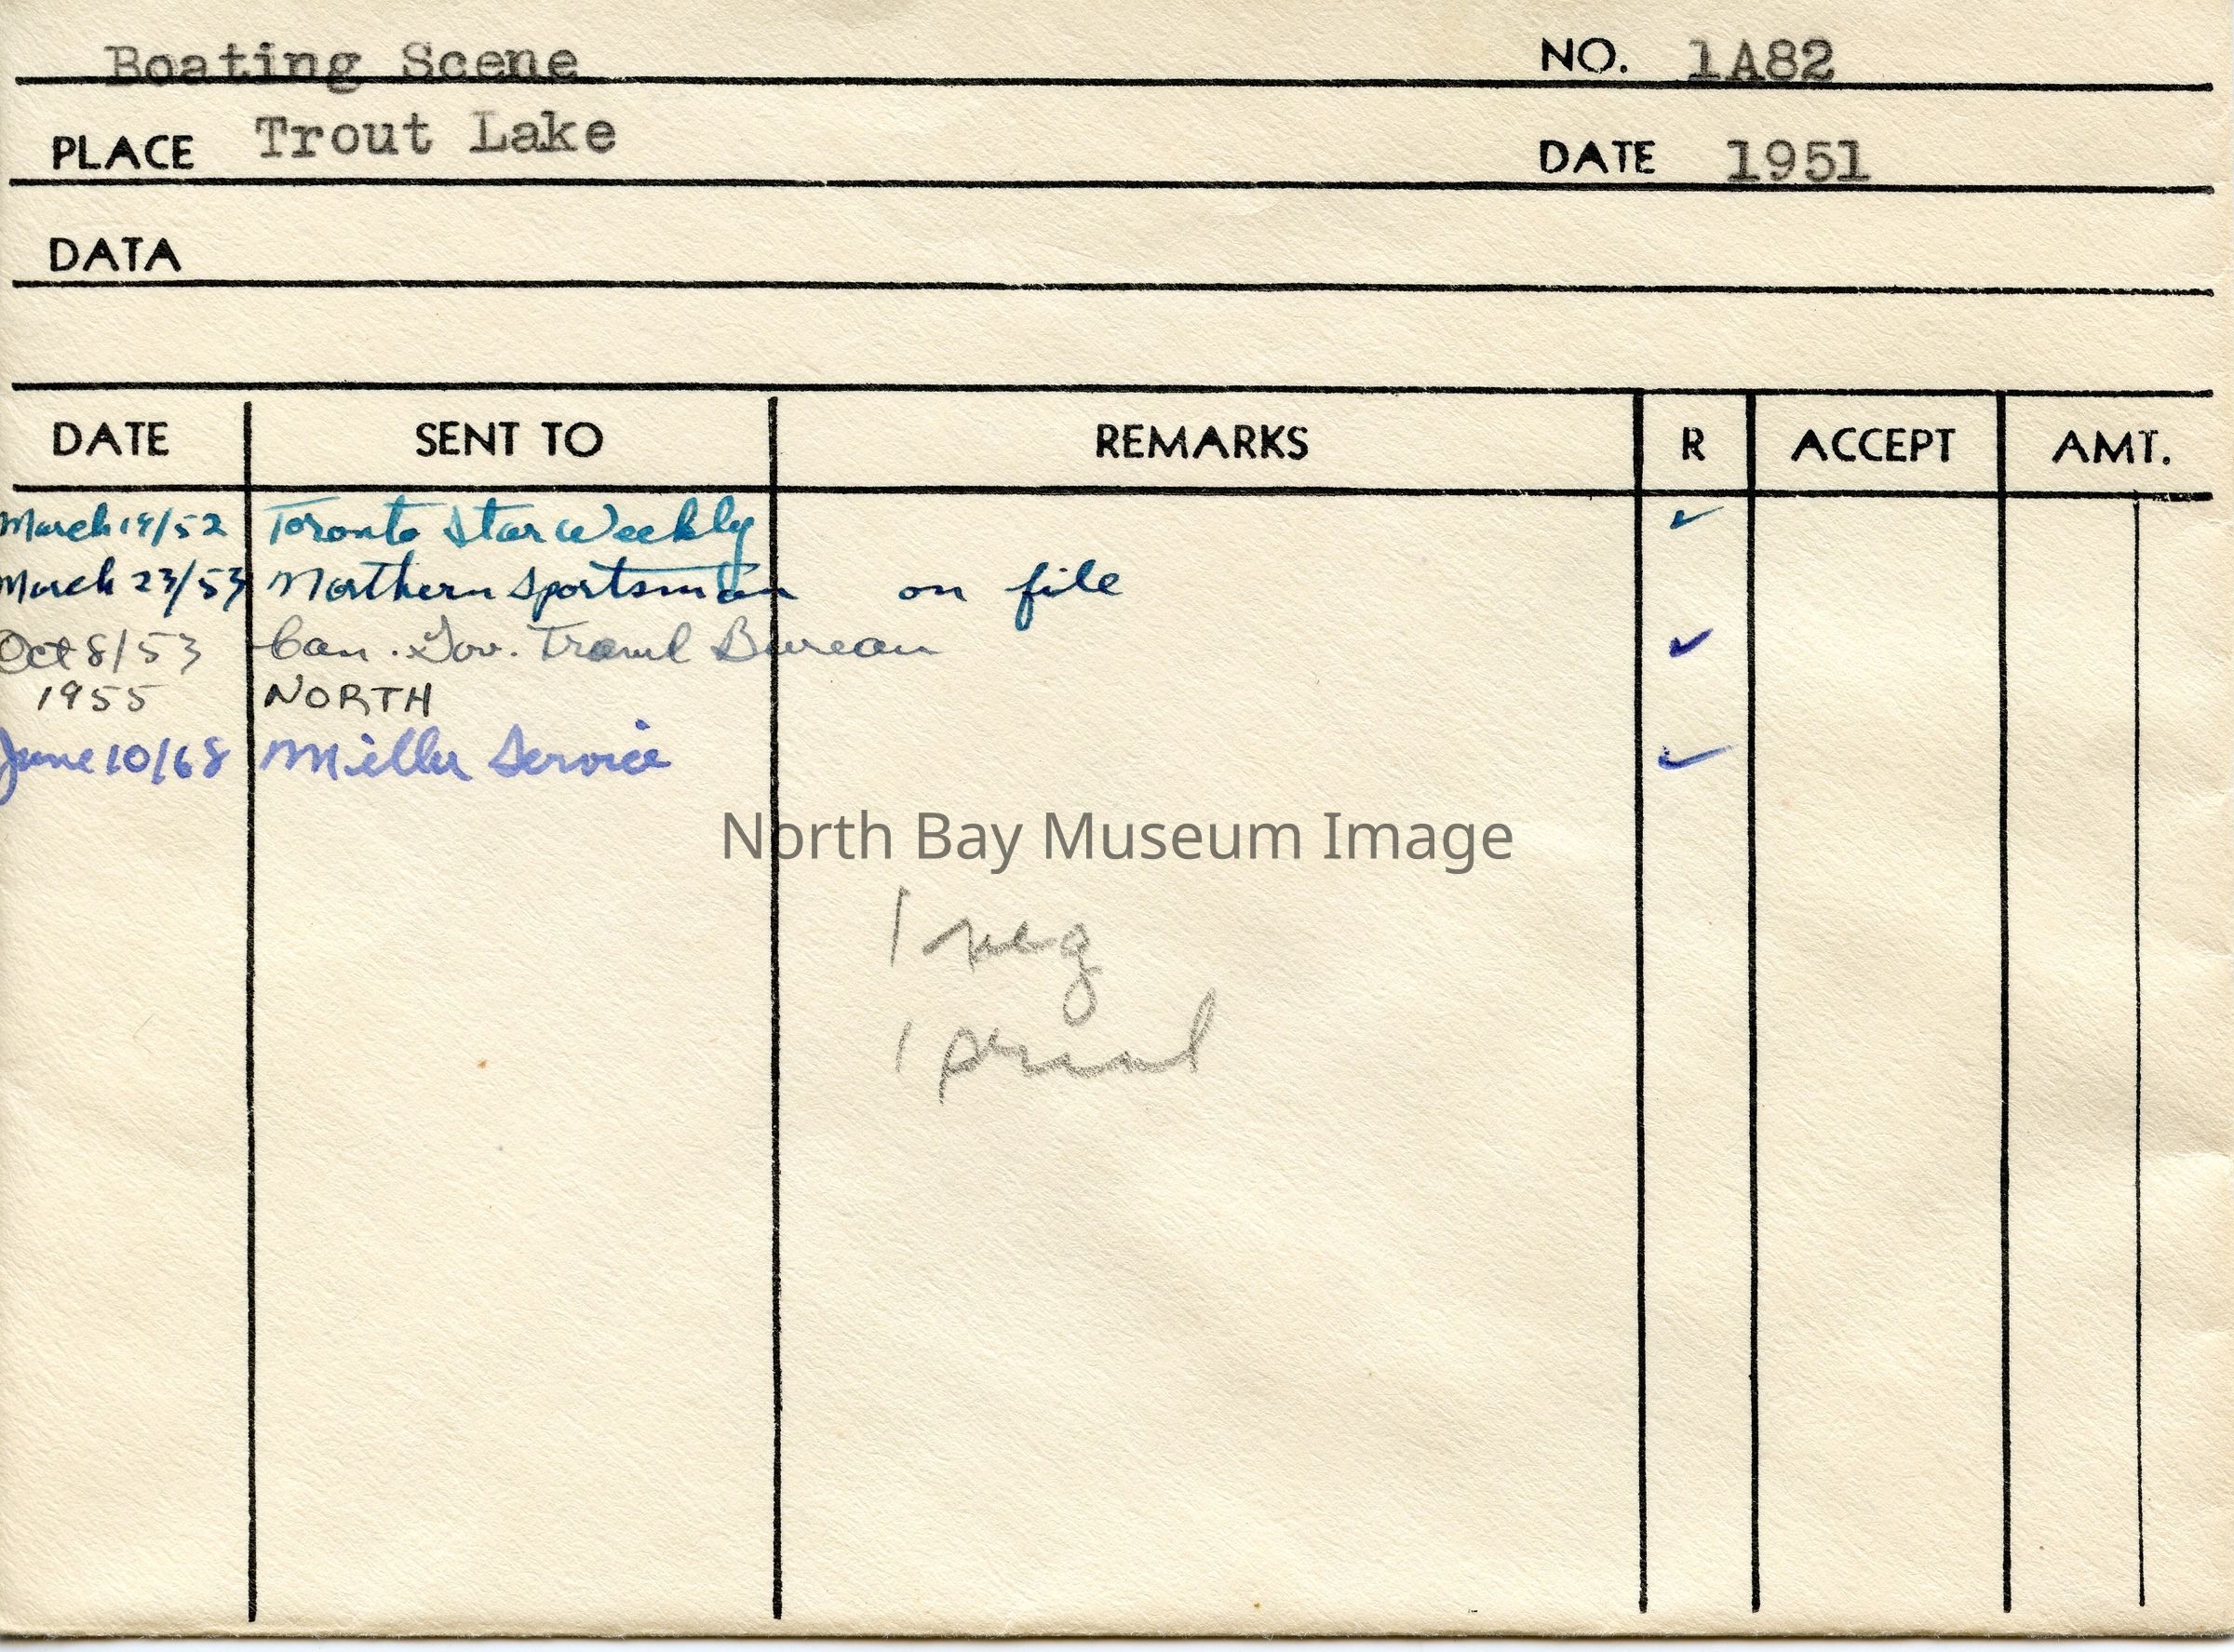 Boating Scene NO. 1A82
PLACE Trout Lake DATE 1951
DATA
DATE SENT TO REMARKS R ACCEPT AMT.
March 19/52 Toronto Star Weekly ✓
March 23/53 Northern Sportsman on file
Oct 8/53 Can. Gov. Travel Bureau ✓
1955 NORTH
June 10/68 Miller Service ✓
North Bay Museum Image
1 neg
1 print